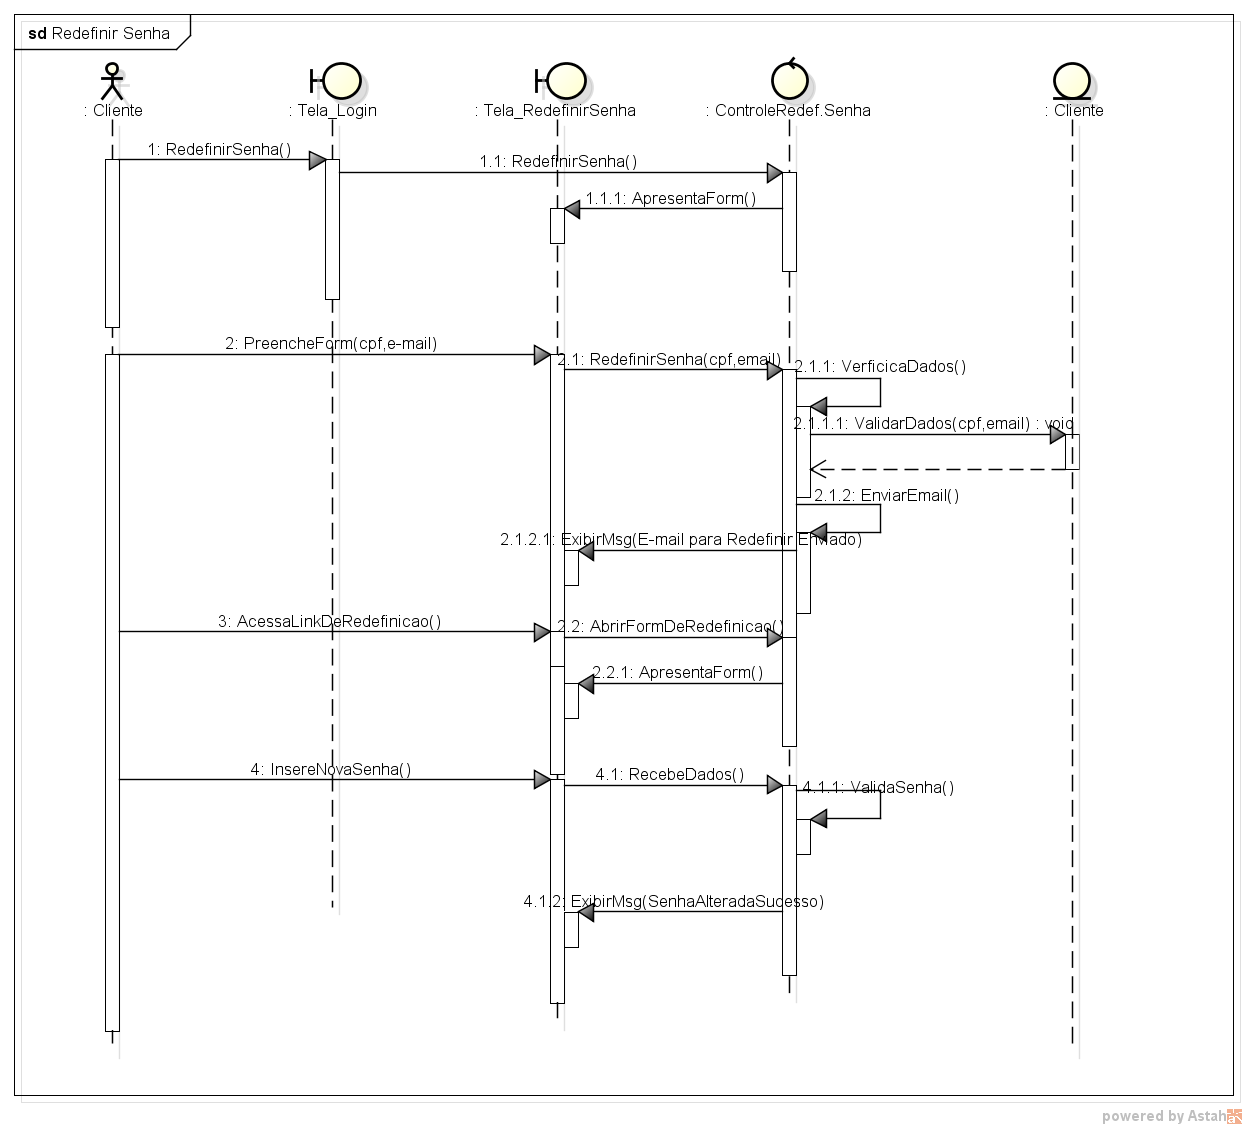 sd Redefinir Senha
: Cliente
: Tela_Login
: Tela_RedefinirSenha
: ControleRedef.Senha
: Cliente
1: RedefinirSenha()
1.1: RedefinirSenha()
1.1.1: ApresentaForm()
2: PreencheForm(cpf,e-mail)
2.1: RedefinirSenha(cpf,email)
2.1.1: VerficicaDados()
2.1.1.1: ValidarDados(cpf,email) : void
2.1.2: EnviarEmail()
2.1.2.1: ExibirMsg(E-mail para Redefinir Enviado)
3: AcessaLinkDeRedefinicao()
2.2: AbrirFormDeRedefinicao()
2.2.1: ApresentaForm()
4: InsereNovaSenha()
4.1: RecebeDados()
4.1.1: ValidaSenha()
4.1.2: ExibirMsg(SenhaAlteradaSucesso)
powered by Astah